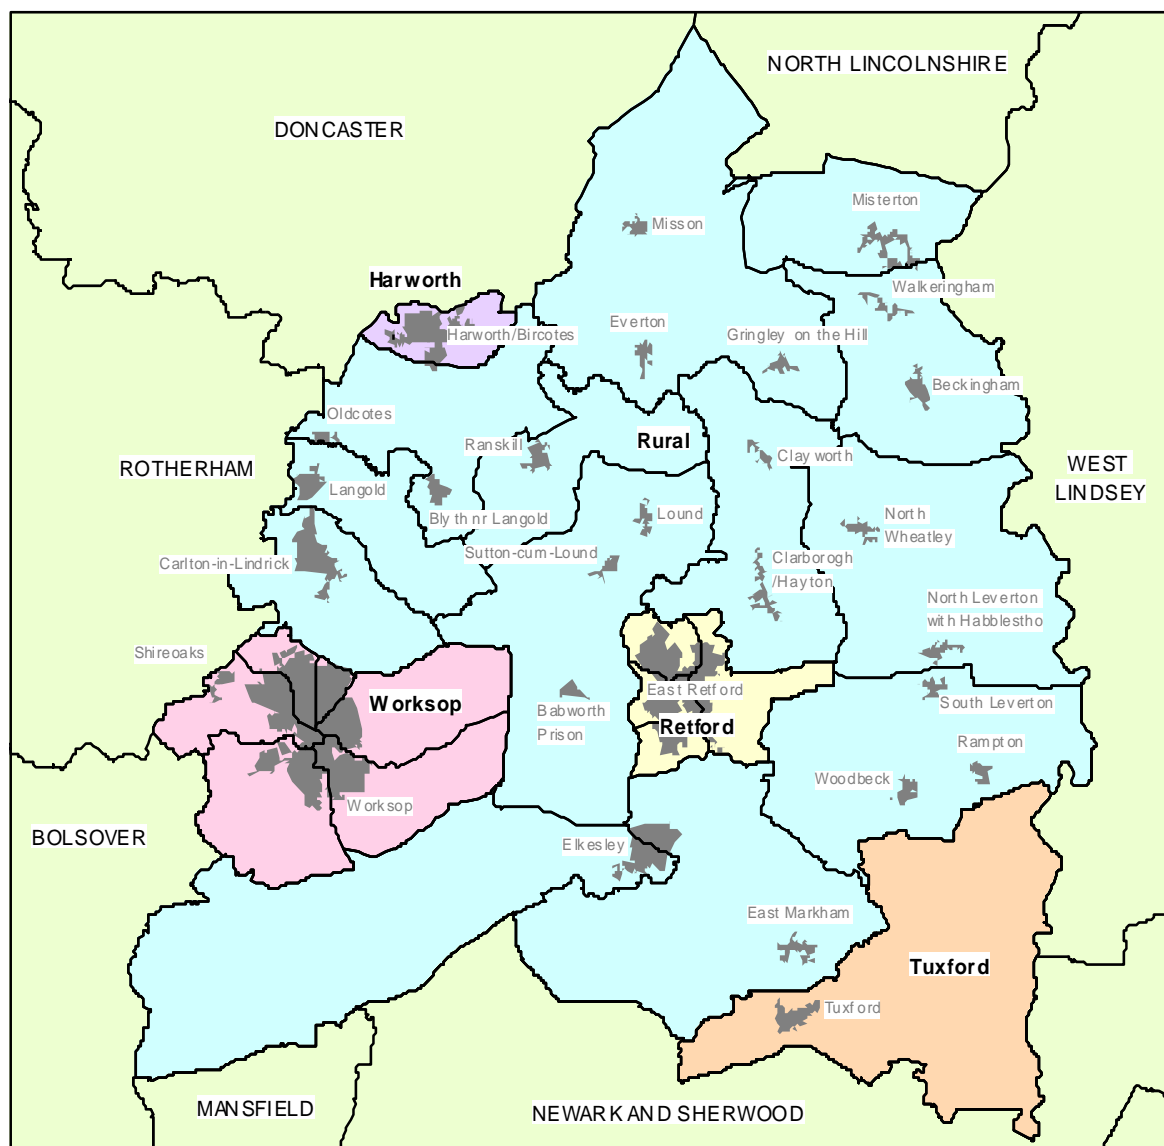 NORTH LINCOLNSHIRE
DONCASTER
Misterton
Misson
Harworth
Walkeringham
Everton
Gringley on the Hill
Harworth/Bircotes
Beckingham
Oldcotes
Ranskill
Rural
Clayworth
ROTHERHAM
WEST
LINDSEY
Langold
Blyth nr Langold
Lound
North
Wheatley
Sutton-cum-Lound
Carlton-in-Lindrick
Clarborogh
/Hayton
North Leverton
with Habblestho
Shireoaks
East Retford
Worksop
Babworth
Prison
Retford
South Leverton
Rampton
Woodbeck
Worksop
BOLSOVER
Elkesley
East Markham
Tuxford
Tuxford
MANSFIELD
NEWARK AND SHERWOOD